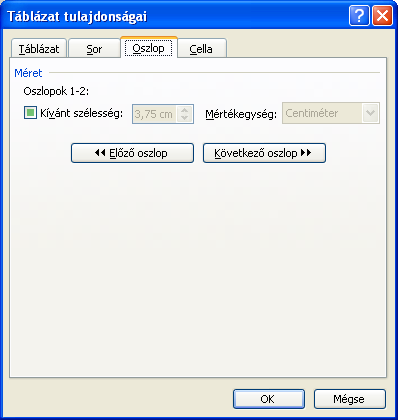 Táblázat tulajdonságai
Táblázat Sor Oszlop Cella
Méret
Oszlopok 1-2:
Kívánt szélesség: 3,75 cm Mértékegység: Centiméter
Előző oszlop Következő oszlop
OK Mégse